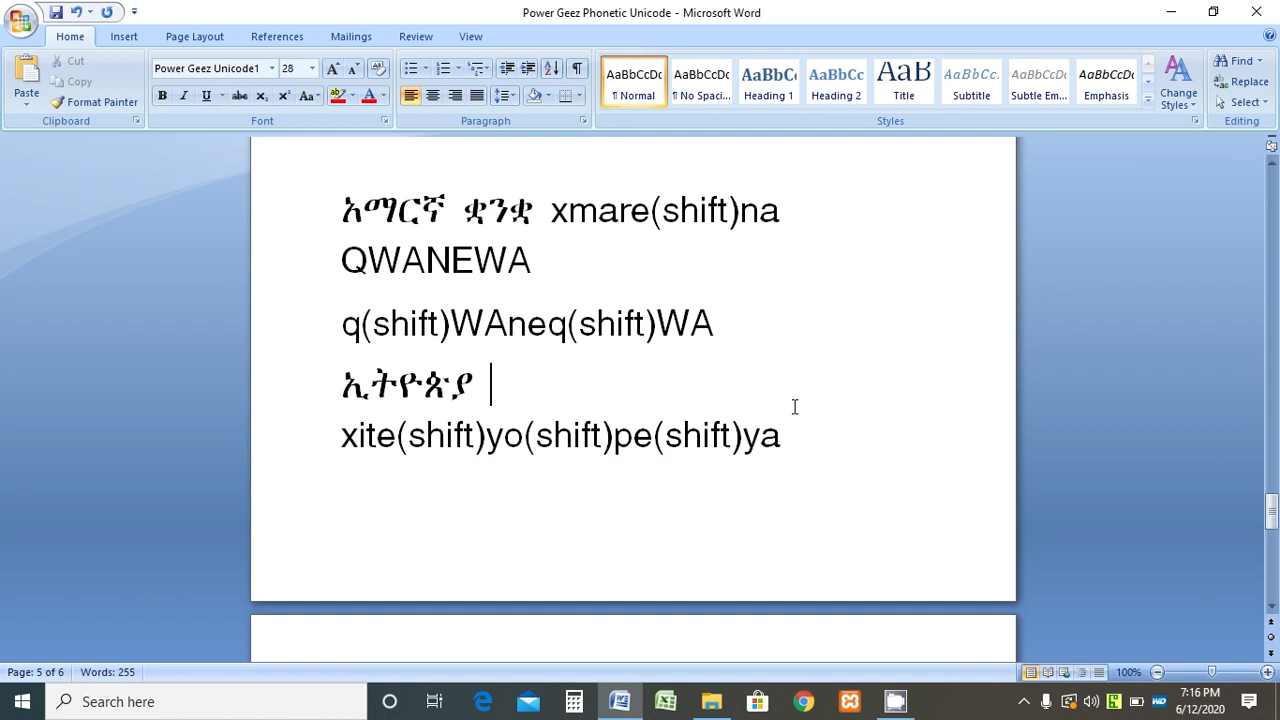 Power Geez Phonetic Unicode - Microsoft Word
Home Insert Page Layout References Mailings Review View
Paste
Cut
Copy
Format Painter
Clipboard
Power Geez Unicode1 28
Font
Paragraph
AaBbCcDc AaBbCcDc AaBbCc AaBbCc AaB AaBbCc. AaBbCcDc AaBbCcDc
¶ Normal ¶ No Spaci... Heading 1 Heading 2 Title Subtitle Subtle Em... Emphasis
Change Styles
Styles
Find
Replace
Select
Editing
አማርኛ ቋንቋ xmare(shift)na
QWANEWA
q(shift)WAneq(shift)WA
ኢትዮጵያ
xite(shift)yo(shift)pe(shift)ya
Page: 5 of 6 Words: 255 100%
Type here to search
Search here
7:16 PM
6/12/2020